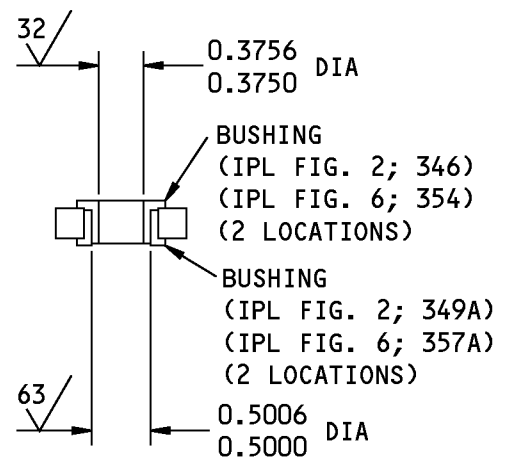 32
0.3756
0.3750 DIA
BUSHING
(IPL FIG. 2; 346)
(IPL FIG. 6; 354)
(2 LOCATIONS)
BUSHING
(IPL FIG. 2; 349A)
(IPL FIG. 6; 357A)
(2 LOCATIONS)
63
0.5006
0.5000 DIA